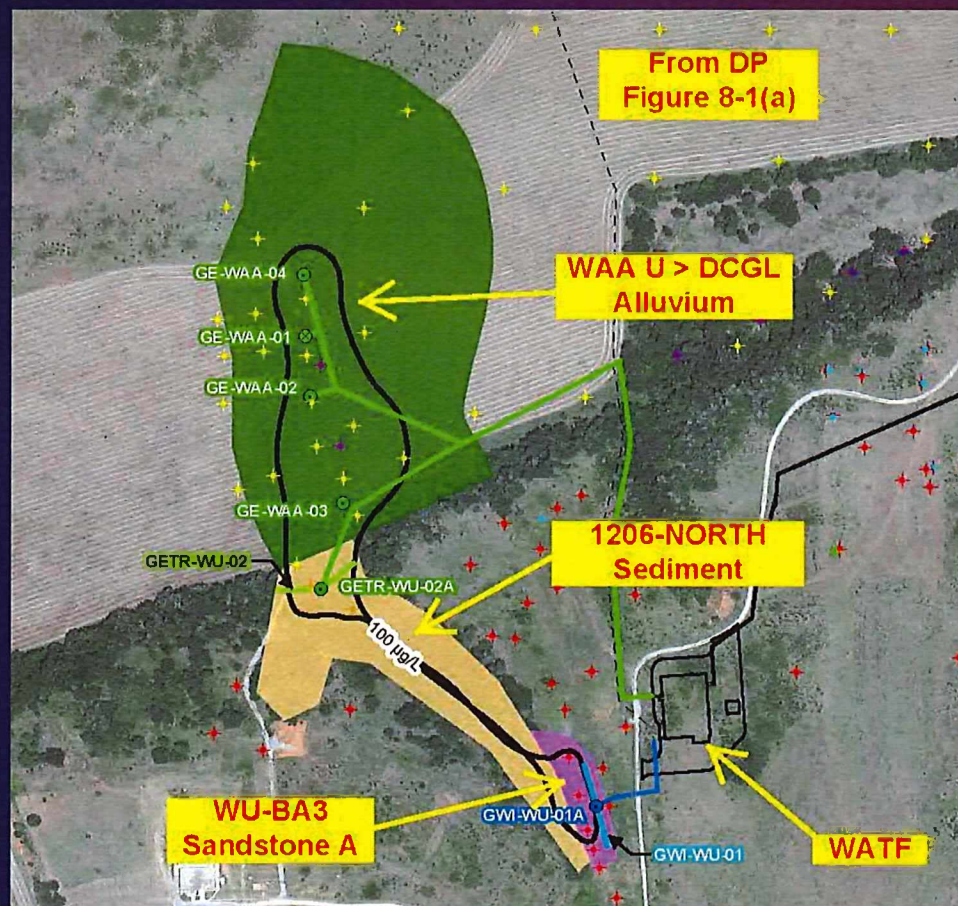 From DP
Figure 8-1(a)
WAA U > DCGL
Alluvium
GE-WAA-04
GE-WAA-01
GE-WAA-02
GE-WAA-03
1206-NORTH
Sediment
GETR-WU-02
GETR-WU-02A
100 µg/L
WU-BA3
Sandstone A
GWI-WU-01A
GWI-WU-01
WATF